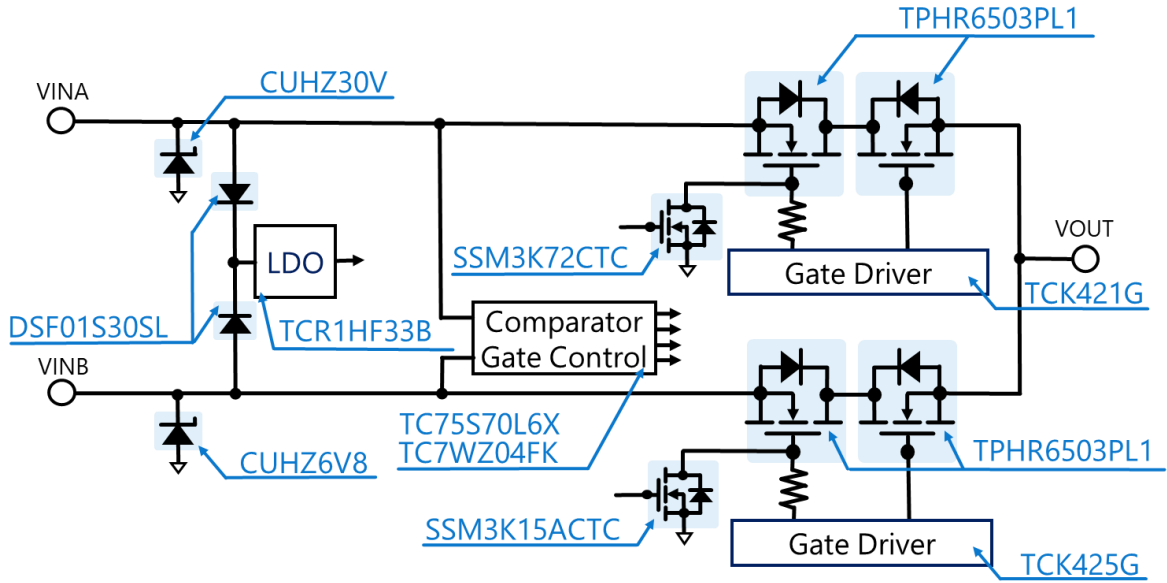 TPHR6503PL1
CUHZ30V
VINA
SSM3K72CTC
VOUT
LDO
Gate Driver
TCK421G
DSF01S30SL
TCR1HF33B
Comparator
Gate Control
VINB
TC75S70L6X
TC7WZ04FK
CUHZ6V8
TPHR6503PL1
SSM3K15ACTC
Gate Driver
TCK425G